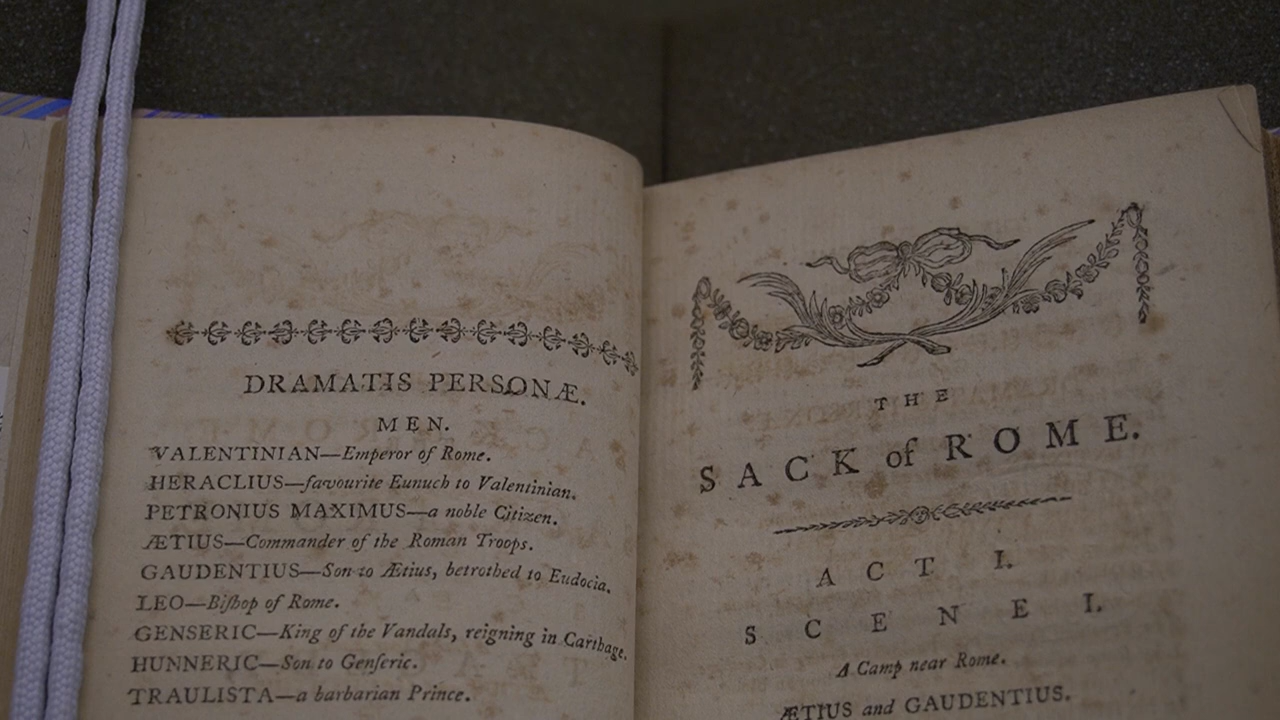 DRAMATIS PERSONÆ.
MEN.
VALENTINIAN—Emperor of Rome.
HERACLIUS—favourite Eunuch to Valentinian.
PETRONIUS MAXIMUS—a noble Citizen.
ÆTIUS—Commander of the Roman Troops.
GAUDENTIUS—Son to Ætius, betrothed to Eudocia.
LEO—Biſhop of Rome.
GENSERIC—King of the Vandals, reigning in Carthage.
HUNNERIC—Son to Genſeric.
TRAULISTA—a barbarian Prince.
THE
SACK of ROME.
ACT I.
SCENE I.
A Camp near Rome.
ÆTIUS and GAUDENTIUS.